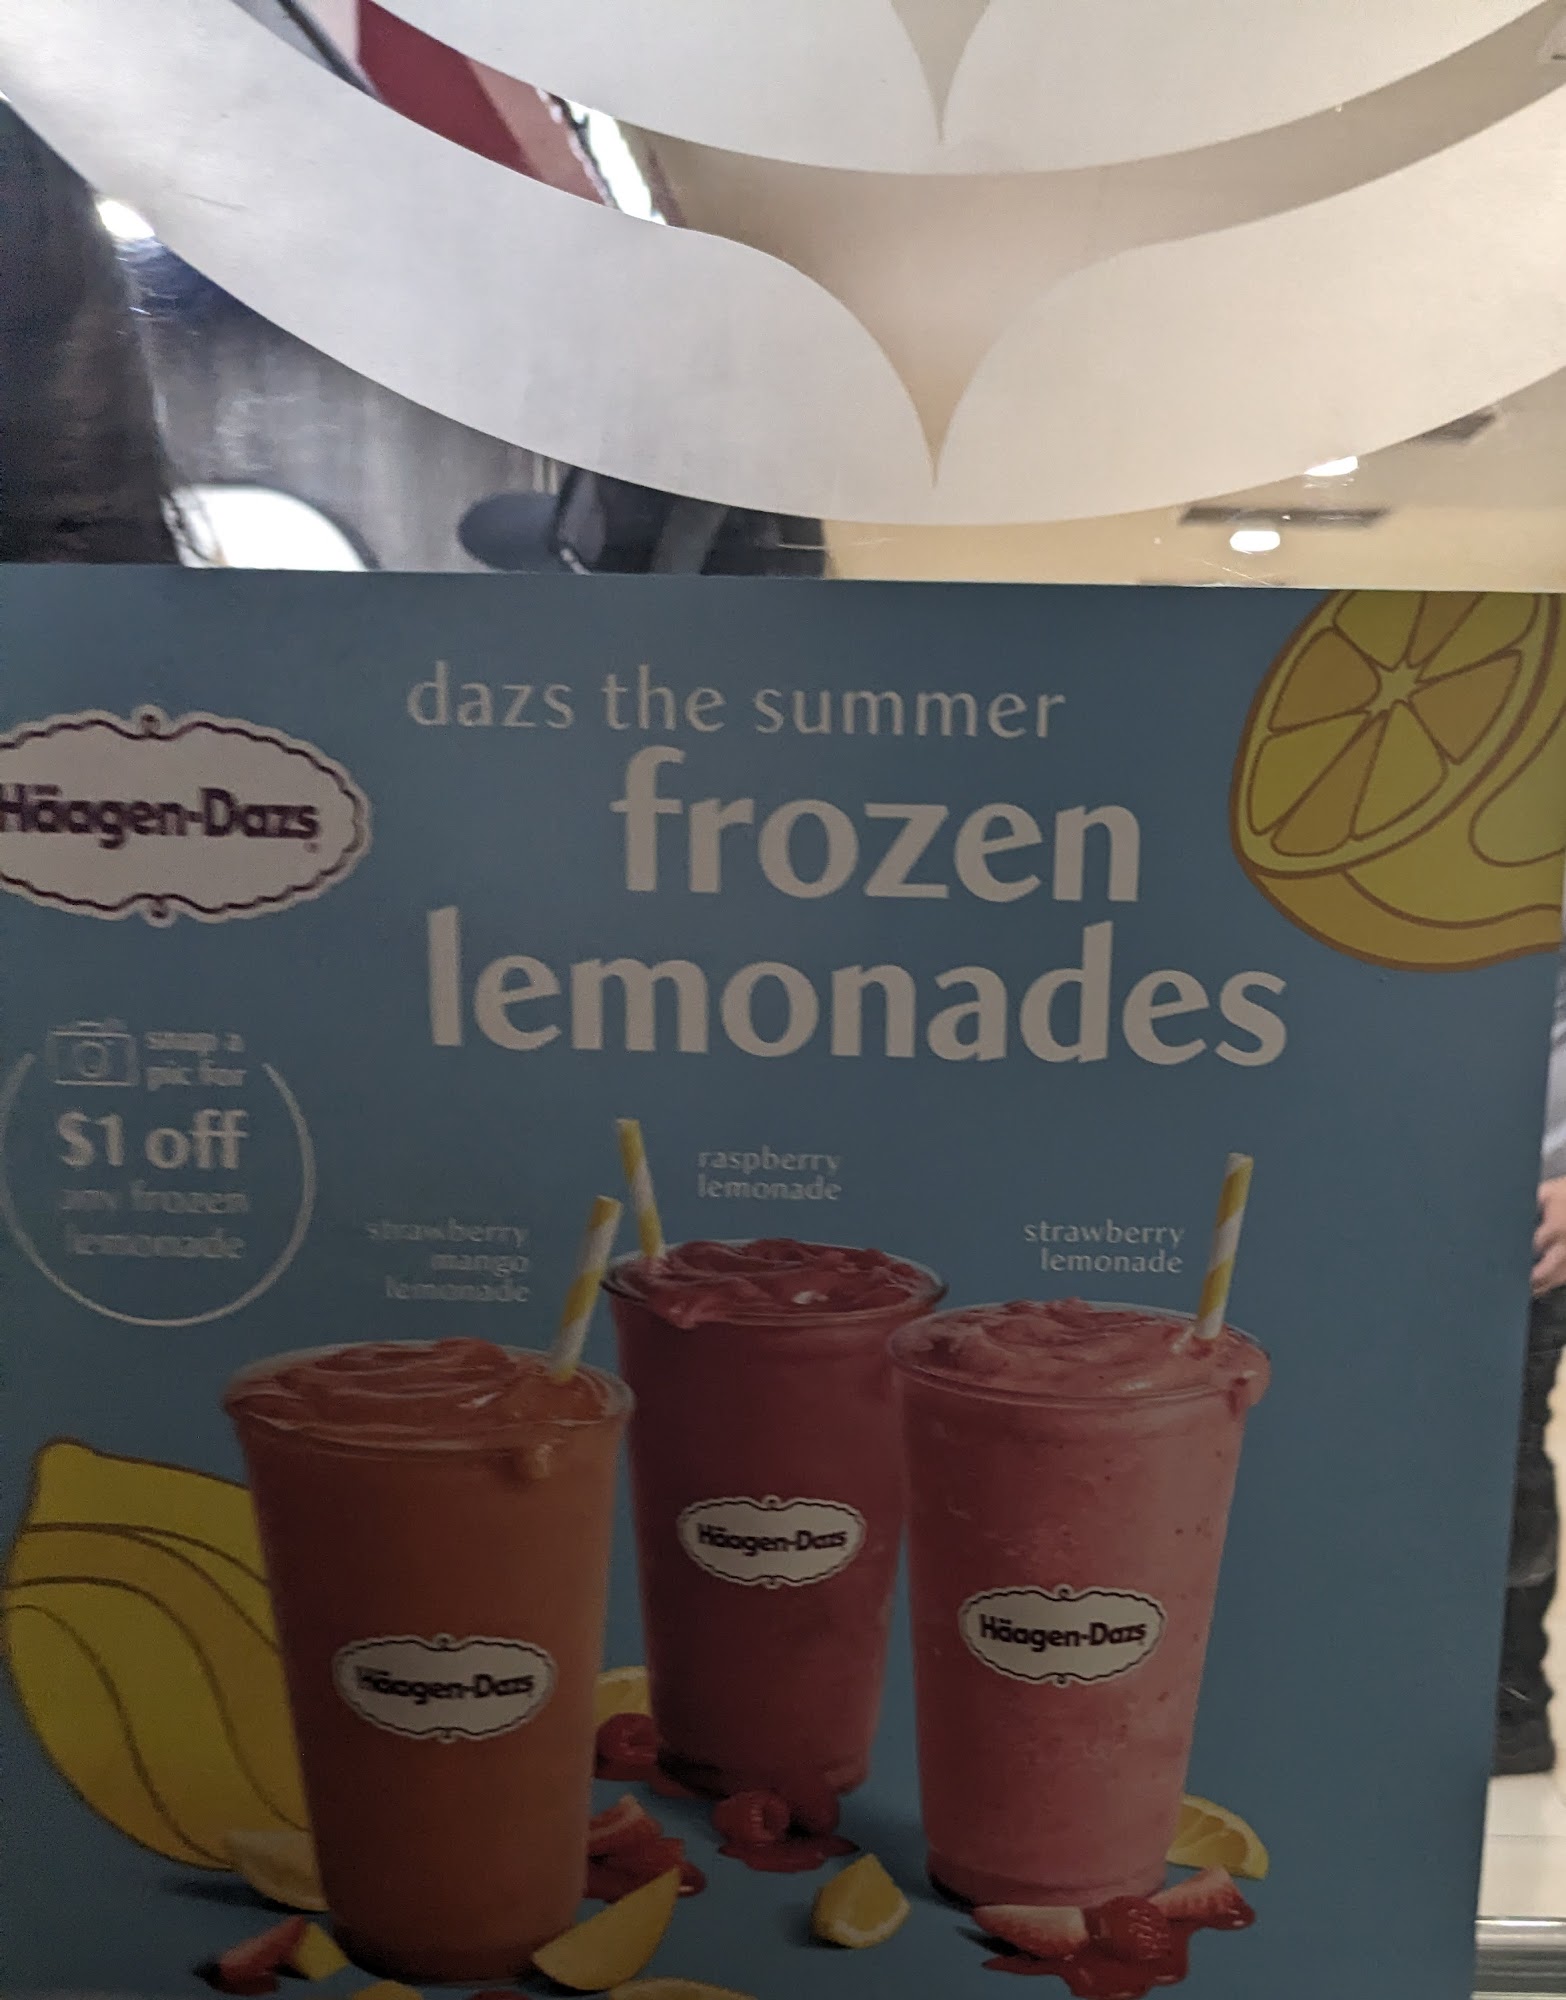 dazs the summer
frozen
lemonades
Häagen-Dazs
snap a
pic for
$1 off
any frozen
lemonade
strawberry
mango
lemonade
raspberry
lemonade
strawberry
lemonade
Häagen-Dazs
Häagen-Dazs
Häagen-Dazs